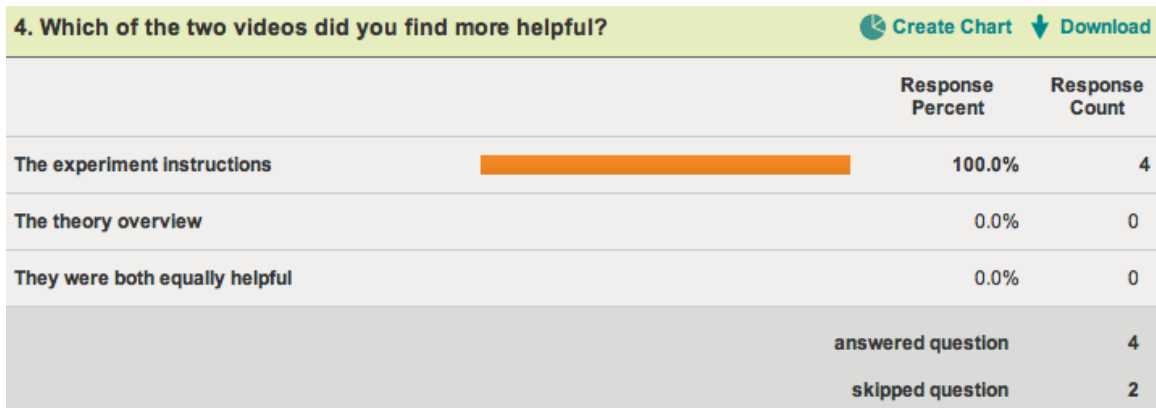 4. Which of the two videos did you find more helpful? Create Chart Download
Response Response
Percent Count
The experiment instructions 100.0% 4
The theory overview 0.0% 0
They were both equally helpful 0.0% 0
answered question 4
skipped question 2